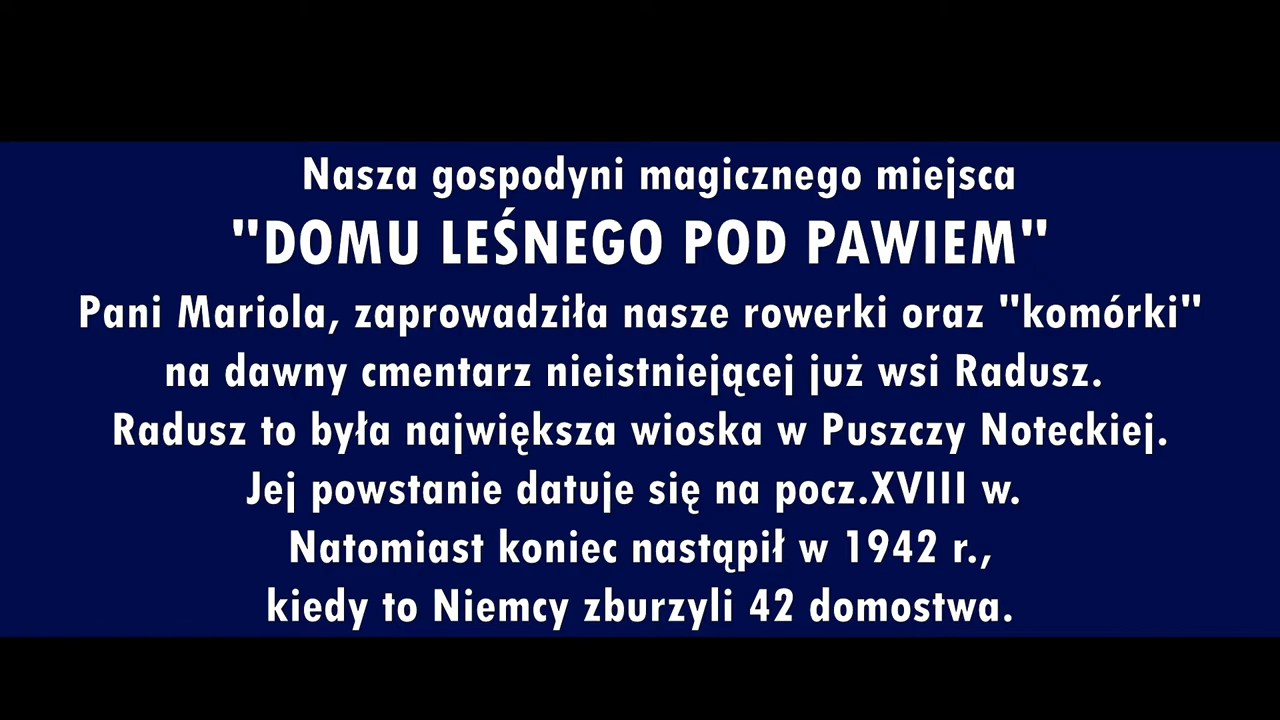 Nasza gospodyni magicznego miejsca
"DOMU LEŚNEGO POD PAWIEM"
Pani Mariola, zaprowadziła nasze rowerki oraz "komórki"
na dawny cmentarz nieistniejącej już wsi Radusz.
Radusz to była największa wioska w Puszczy Noteckiej.
Jej powstanie datuje się na pocz.XVIII w.
Natomiast koniec nastąpił w 1942 r.,
kiedy to Niemcy zburzyli 42 domostwa.